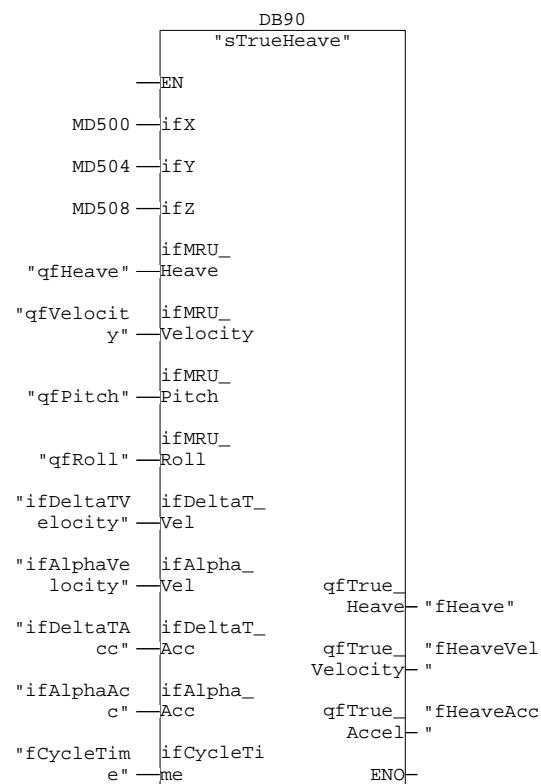 DB90
"sTrueHeave"
EN
MD500 ifX
MD504 ifY
MD508 ifZ
ifMRU_
"qfHeave" Heave
"qfVelocit ifMRU_
y" Velocity
ifMRU_
"qfPitch" Pitch
ifMRU_
"qfRoll" Roll
"ifDeltaTV ifDeltaT_
elocity" Vel
"ifAlphaVe ifAlpha_
locity" Vel
qfTrue_
Heave "fHeave"
"ifDeltaTA ifDeltaT_
cc" Acc
qfTrue_ "fHeaveVel
Velocity "
"ifAlphaAc ifAlpha_
c" Acc
qfTrue_ "fHeaveAcc
Accel "
"fCycleTim ifCycleTi
e" me
ENO